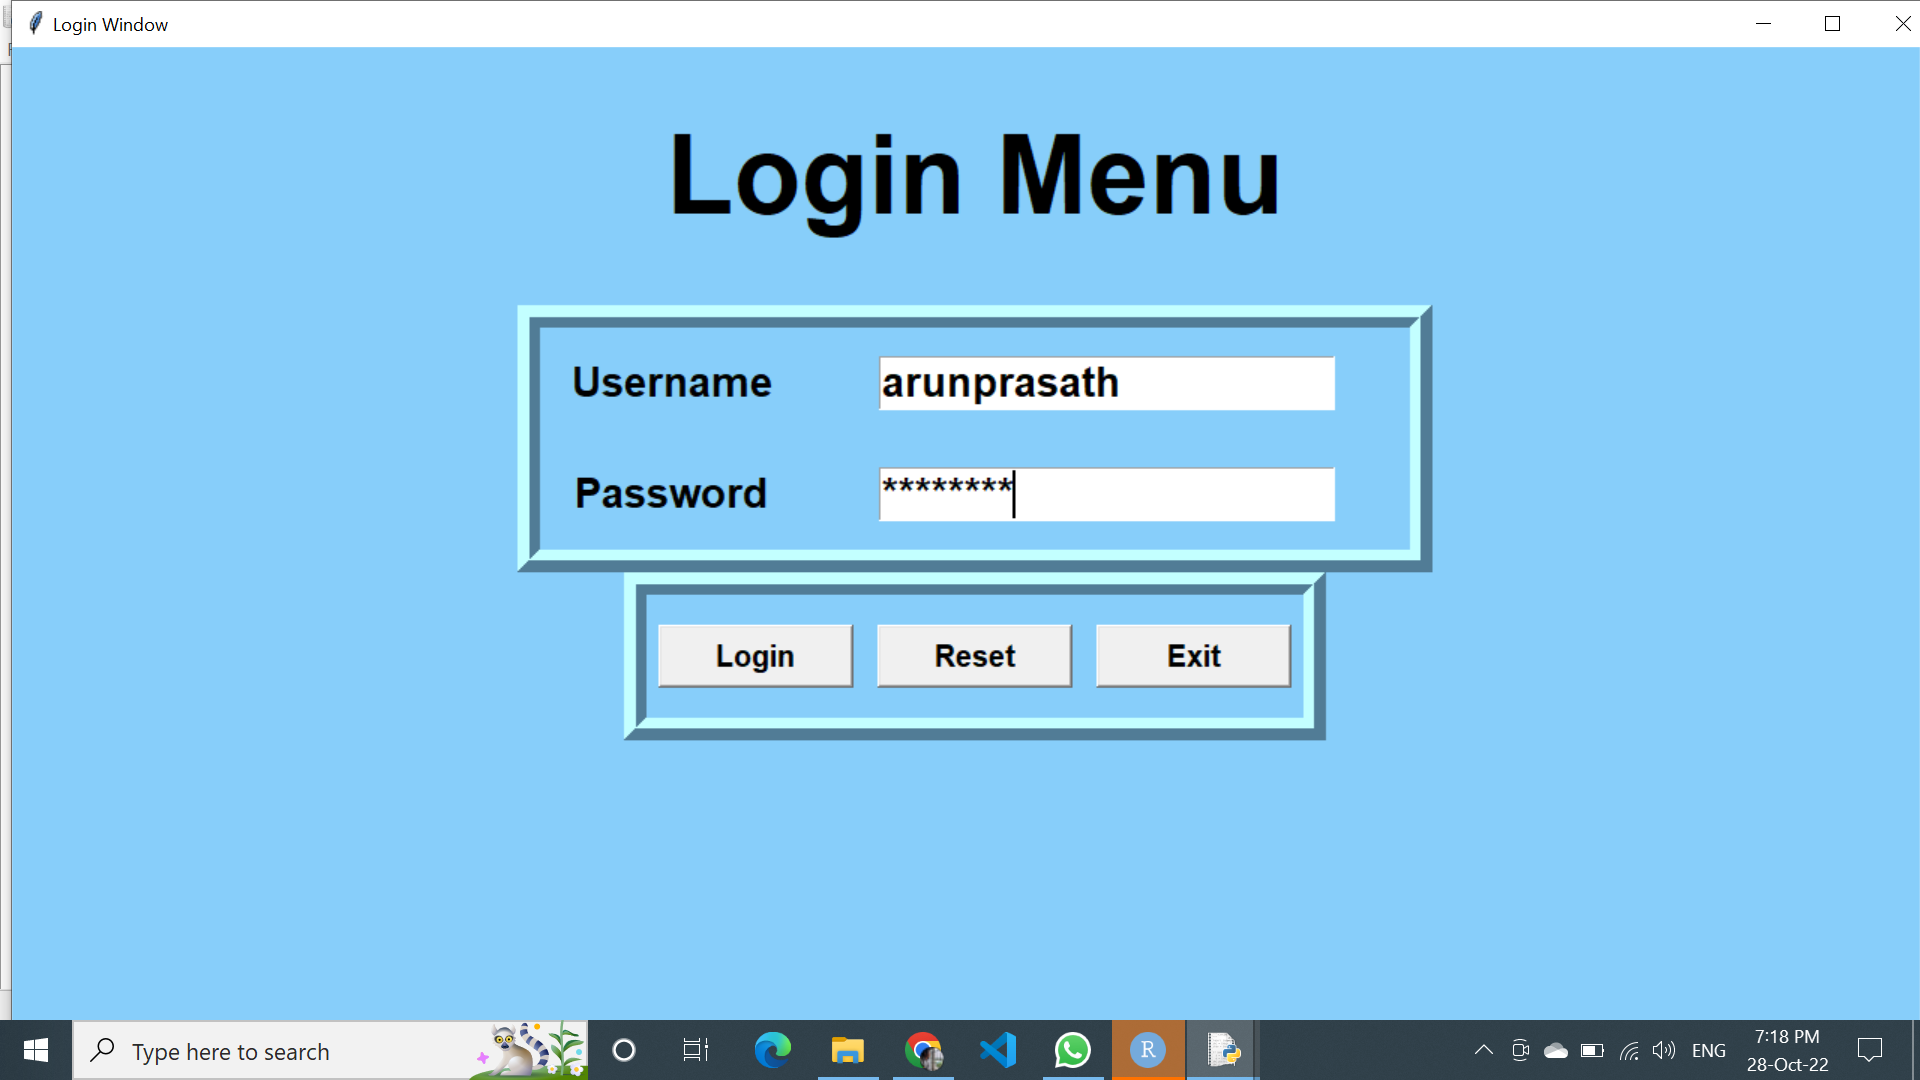 Login Window
Login Menu
Username arunprasath
Password ********
Login Reset Exit
Type here to search
R
ENG
7:18 PM
28-Oct-22